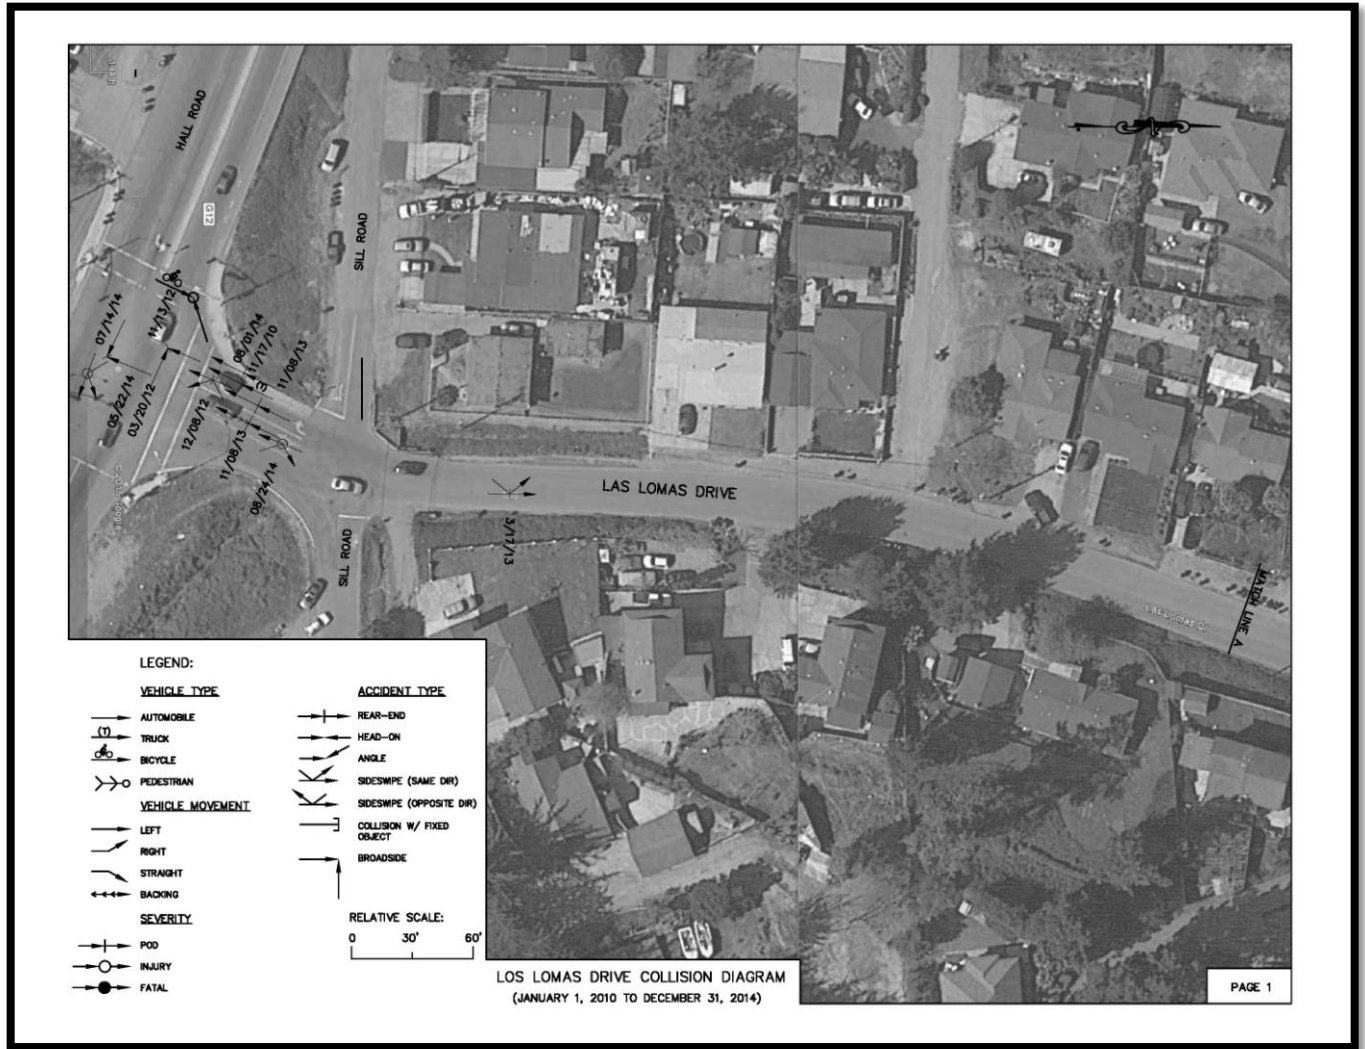 HALL ROAD
G12
SILL ROAD
07/14/14
11/13/12
05/22/14
03/20/12
08/01/14
11/17/10
11/08/13
(3)
12/08/12
11/08/13
08/24/14
LAS LOMAS DRIVE
3/17/13
SILL ROAD
Las Lomas Dr
MATCH LINE A
LEGEND:
VEHICLE TYPE
AUTOMOBILE
(T)
TRUCK
BICYCLE
PEDESTRIAN
VEHICLE MOVEMENT
LEFT
RIGHT
STRAIGHT
BACKING
SEVERITY
POD
INJURY
FATAL
ACCIDENT TYPE
REAR-END
HEAD-ON
ANGLE
SIDESWIPE (SAME DIR)
SIDESWIPE (OPPOSITE DIR)
COLLISION W/ FIXED
OBJECT
BROADSIDE
RELATIVE SCALE:
0 30' 60'
LOS LOMAS DRIVE COLLISION DIAGRAM
(JANUARY 1, 2010 TO DECEMBER 31, 2014)
PAGE 1